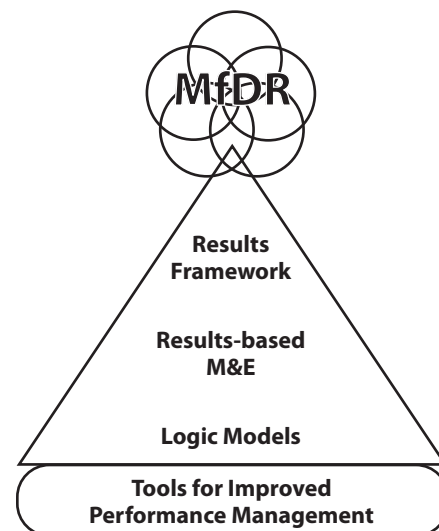 MfDR
Results
Framework
Results-based
M&E
Logic Models
Tools for Improved
Performance Management